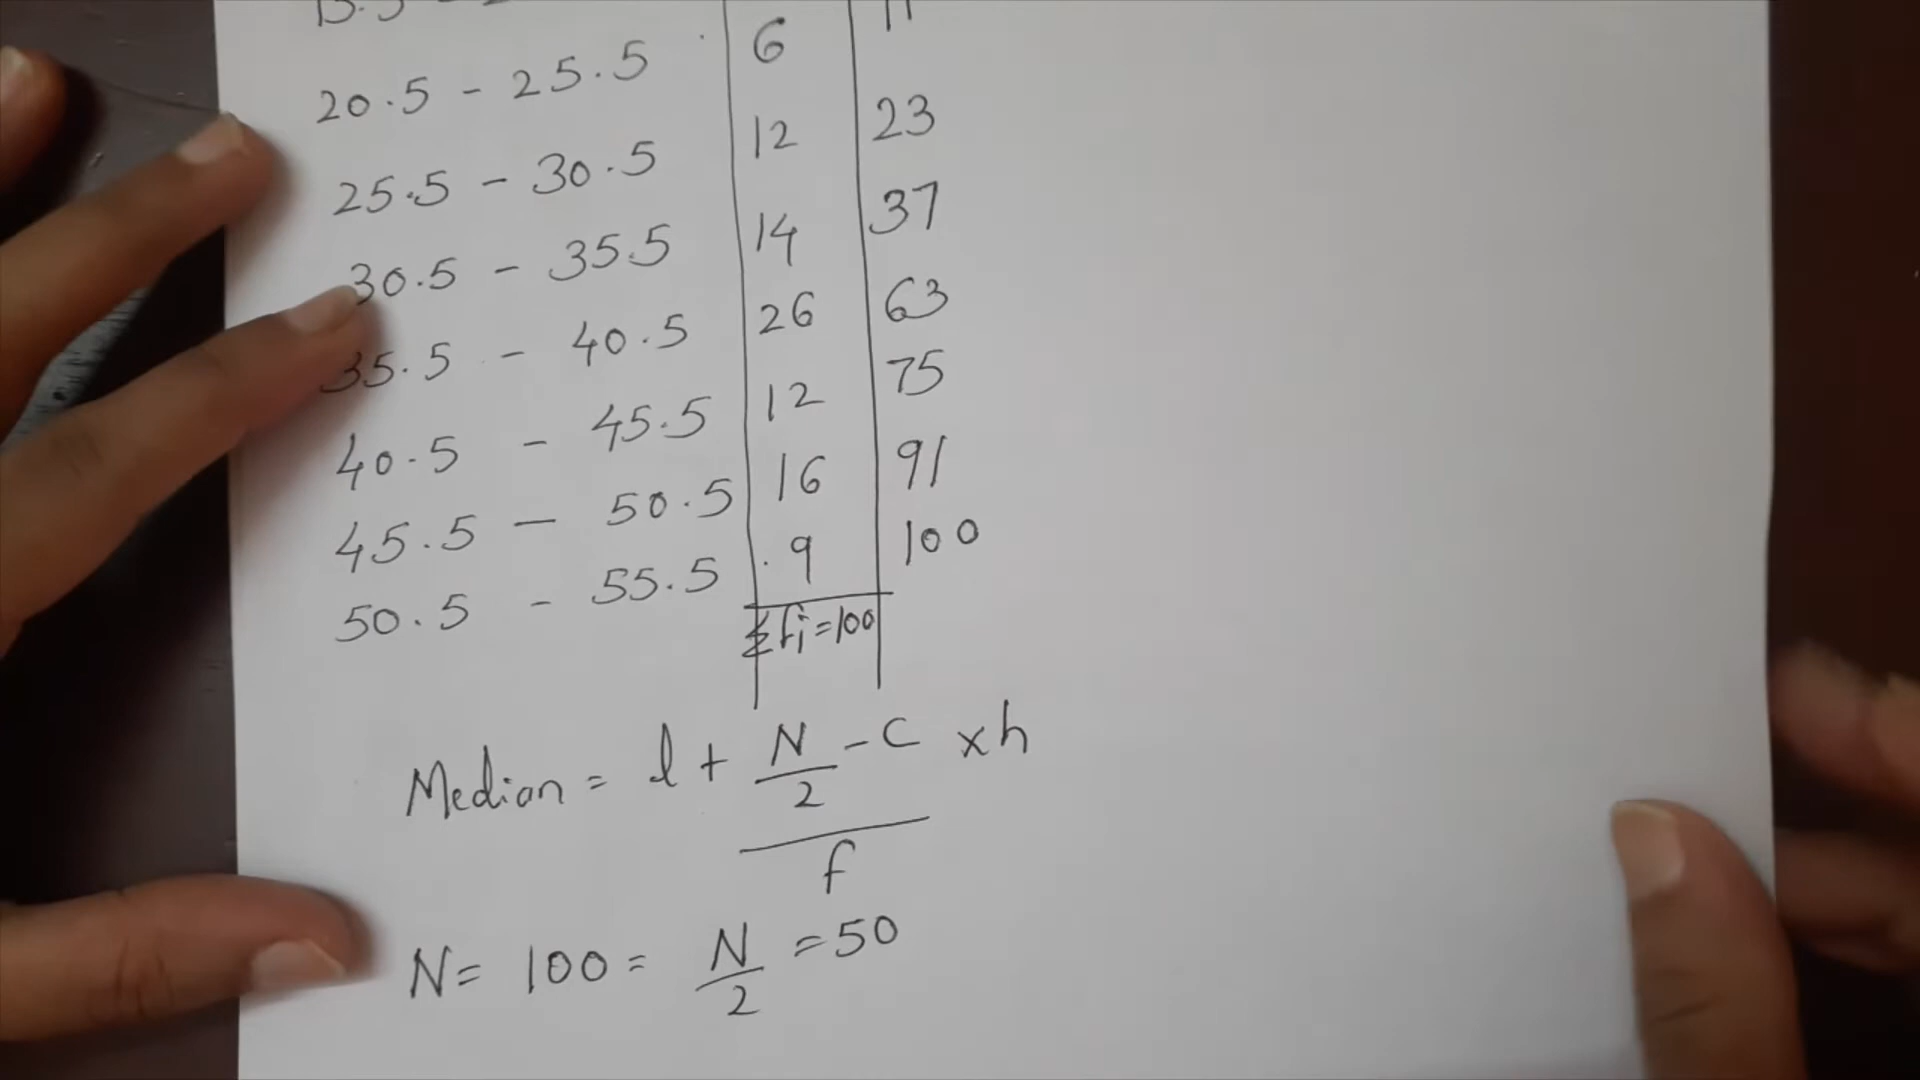 20.5 - 25.5 6 11
25.5 - 30.5 12 23
30.5 - 35.5 14 37
35.5 - 40.5 26 63
40.5 - 45.5 12 75
45.5 - 50.5 16 91
50.5 - 55.5 9 100
Σfi=100
Median = l + N/2 - C × h
f
N = 100 = N/2 = 50